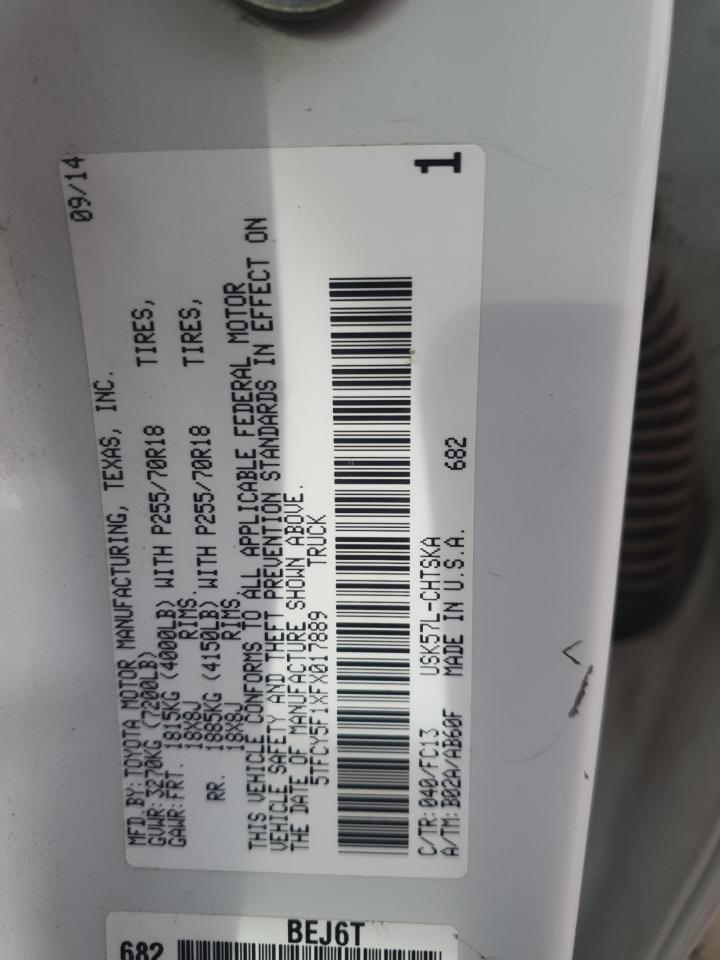 MFD.BY:TOYOTA MOTOR MANUFACTURING, TEXAS, INC. 09/14
GVWR:3270KG (7200LB)
GAWR:FRT. 1815KG (4000LB) WITH P255/70R18 TIRES,
18X8J RIMS.
RR. 1885KG (4150LB) WITH P255/70R18 TIRES,
18X8J RIMS.
THIS VEHICLE CONFORMS TO ALL APPLICABLE FEDERAL MOTOR
VEHICLE SAFETY AND THEFT PREVENTION STANDARDS IN EFFECT ON
THE DATE OF MANUFACTURE SHOWN ABOVE.
5TFCY5F1XFX017889 TRUCK
C/TR:040/FC13 USK57L-CHTSKA
A/TM:B02A/AB60F MADE IN U.S.A. 682
1
BEJ6T
682